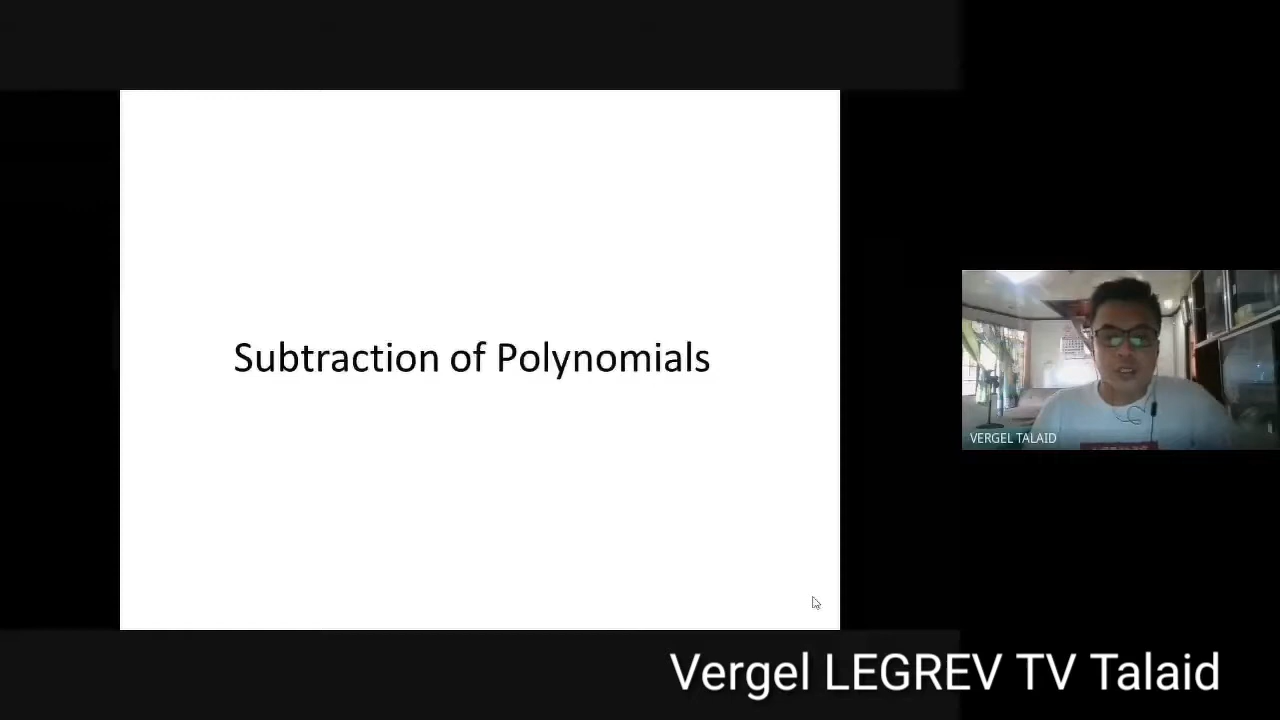 Subtraction of Polynomials
VERGEL TALAID
Vergel LEGREV TV Talaid